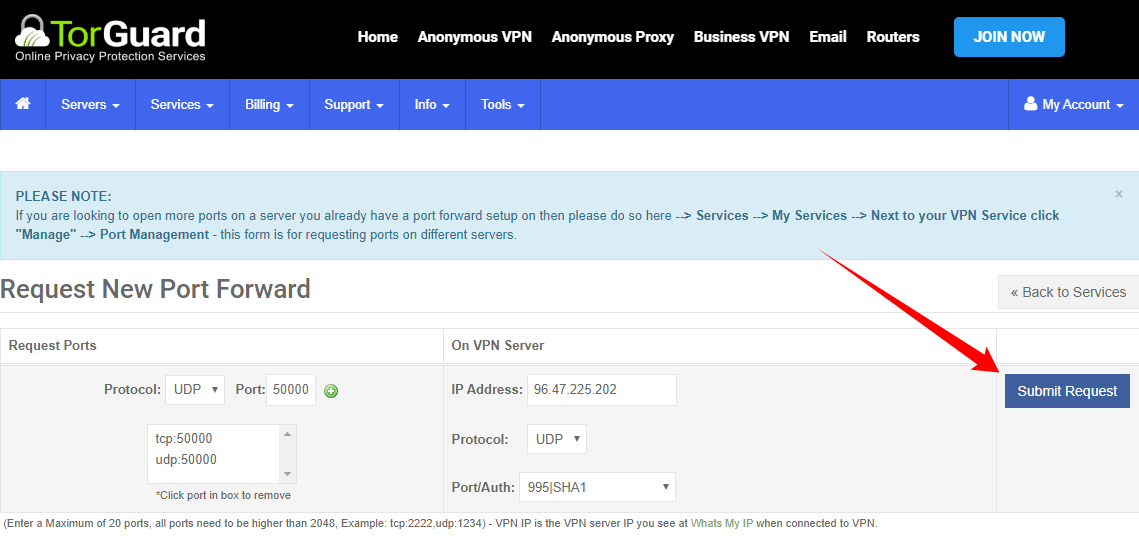 TorGuard
Online Privacy Protection Services
Home Anonymous VPN Anonymous Proxy Business VPN Email Routers JOIN NOW
Servers Services Billing Support Info Tools My Account
PLEASE NOTE: ×
If you are looking to open more ports on a server you already have a port forward setup on then please do so here --> Services --> My Services --> Next to your VPN Service click
"Manage" --> Port Management - this form is for requesting ports on different servers.
Request New Port Forward
« Back to Services
Request Ports On VPN Server
Protocol: UDP Port: 50000 IP Address: 96.47.225.202 Submit Request
tcp:50000
udp:50000
*Click port in box to remove
Protocol: UDP
Port/Auth: 995|SHA1
(Enter a Maximum of 20 ports, all ports need to be higher than 2048, Example: tcp:2222,udp:1234) - VPN IP is the VPN server IP you see at Whats My IP when connected to VPN.